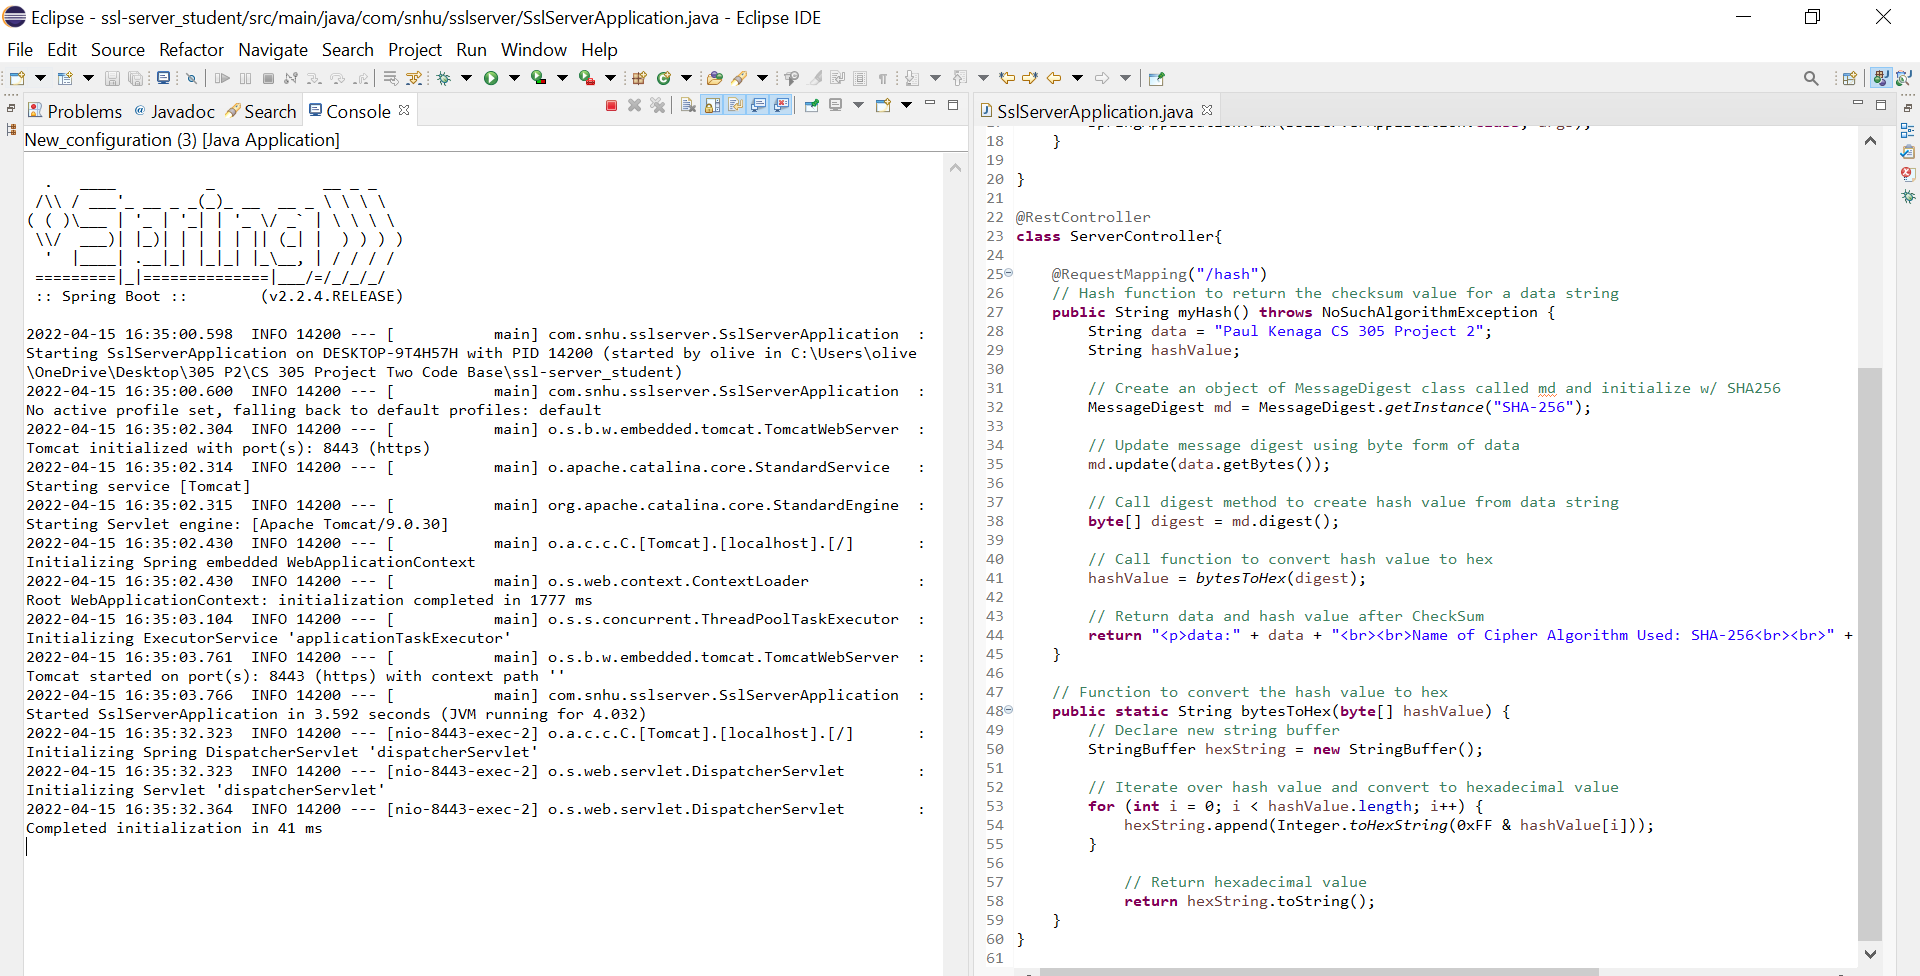 Eclipse - ssl-server_student/src/main/java/com/snhu/sslserver/SslServerApplication.java - Eclipse IDE
File Edit Source Refactor Navigate Search Project Run Window Help
Problems @ Javadoc Search Console
New_configuration (3) [Java Application]
  .   ____          _            __ _ _
 /\\ / ___'_ __ _ _(_)_ __  __ _ \ \ \ \
( ( )\___ | '_ | '_| | '_ \/ _` | \ \ \ \
 \\/  ___)| |_)| | | | | || (_| |  ) ) ) )
  '  |____| .__|_| |_|_| |_\__, | / / / /
 =========|_|==============|___/=/_/_/_/
 :: Spring Boot ::        (v2.2.4.RELEASE)
2022-04-15 16:35:00.598  INFO 14200 --- [           main] com.snhu.sslserver.SslServerApplication  :
Starting SslServerApplication on DESKTOP-9T4H57H with PID 14200 (started by olive in C:\Users\olive
\OneDrive\Desktop\305 P2\CS 305 Project Two Code Base\ssl-server_student)
2022-04-15 16:35:00.600  INFO 14200 --- [           main] com.snhu.sslserver.SslServerApplication  :
No active profile set, falling back to default profiles: default
2022-04-15 16:35:02.304  INFO 14200 --- [           main] o.s.b.w.embedded.tomcat.TomcatWebServer  :
Tomcat initialized with port(s): 8443 (https)
2022-04-15 16:35:02.314  INFO 14200 --- [           main] o.apache.catalina.core.StandardService   :
Starting service [Tomcat]
2022-04-15 16:35:02.315  INFO 14200 --- [           main] org.apache.catalina.core.StandardEngine  :
Starting Servlet engine: [Apache Tomcat/9.0.30]
2022-04-15 16:35:02.430  INFO 14200 --- [           main] o.a.c.c.C.[Tomcat].[localhost].[/]       :
Initializing Spring embedded WebApplicationContext
2022-04-15 16:35:02.430  INFO 14200 --- [           main] o.s.web.context.ContextLoader            :
Root WebApplicationContext: initialization completed in 1777 ms
2022-04-15 16:35:03.104  INFO 14200 --- [           main] o.s.s.concurrent.ThreadPoolTaskExecutor  :
Initializing ExecutorService 'applicationTaskExecutor'
2022-04-15 16:35:03.761  INFO 14200 --- [           main] o.s.b.w.embedded.tomcat.TomcatWebServer  :
Tomcat started on port(s): 8443 (https) with context path ''
2022-04-15 16:35:03.766  INFO 14200 --- [           main] com.snhu.sslserver.SslServerApplication  :
Started SslServerApplication in 3.592 seconds (JVM running for 4.032)
2022-04-15 16:35:32.323  INFO 14200 --- [nio-8443-exec-2] o.a.c.c.C.[Tomcat].[localhost].[/]       :
Initializing Spring DispatcherServlet 'dispatcherServlet'
2022-04-15 16:35:32.323  INFO 14200 --- [nio-8443-exec-2] o.s.web.servlet.DispatcherServlet        :
Initializing Servlet 'dispatcherServlet'
2022-04-15 16:35:32.364  INFO 14200 --- [nio-8443-exec-2] o.s.web.servlet.DispatcherServlet        :
Completed initialization in 41 ms
SslServerApplication.java
18     }
19
20 }
21
22 @RestController
23 class ServerController{
24
25     @RequestMapping("/hash")
26     // Hash function to return the checksum value for a data string
27     public String myHash() throws NoSuchAlgorithmException {
28         String data = "Paul Kenaga CS 305 Project 2";
29         String hashValue;
30
31         // Create an object of MessageDigest class called md and initialize w/ SHA256
32         MessageDigest md = MessageDigest.getInstance("SHA-256");
33
34         // Update message digest using byte form of data
35         md.update(data.getBytes());
36
37         // Call digest method to create hash value from data string
38         byte[] digest = md.digest();
39
40         // Call function to convert hash value to hex
41         hashValue = bytesToHex(digest);
42
43         // Return data and hash value after CheckSum
44         return "<p>data:" + data + "<br><br>Name of Cipher Algorithm Used: SHA-256<br><br>" +
45     }
46
47     // Function to convert the hash value to hex
48     public static String bytesToHex(byte[] hashValue) {
49         // Declare new string buffer
50         StringBuffer hexString = new StringBuffer();
51
52         // Iterate over hash value and convert to hexadecimal value
53         for (int i = 0; i < hashValue.length; i++) {
54             hexString.append(Integer.toHexString(0xFF & hashValue[i]));
55         }
56
57             // Return hexadecimal value
58             return hexString.toString();
59     }
60 }
61